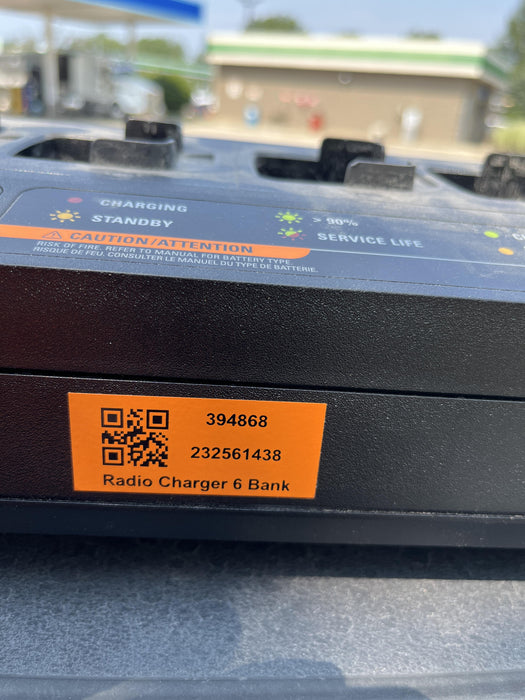 CHARGING
STANDBY
> 90%
SERVICE LIFE
CAUTION/ATTENTION
RISK OF FIRE. REFER TO MANUAL FOR BATTERY TYPE
RISQUE DE FEU. CONSULTER LE MANUEL DU TYPE DE BATTERIE.
394868
232561438
Radio Charger 6 Bank